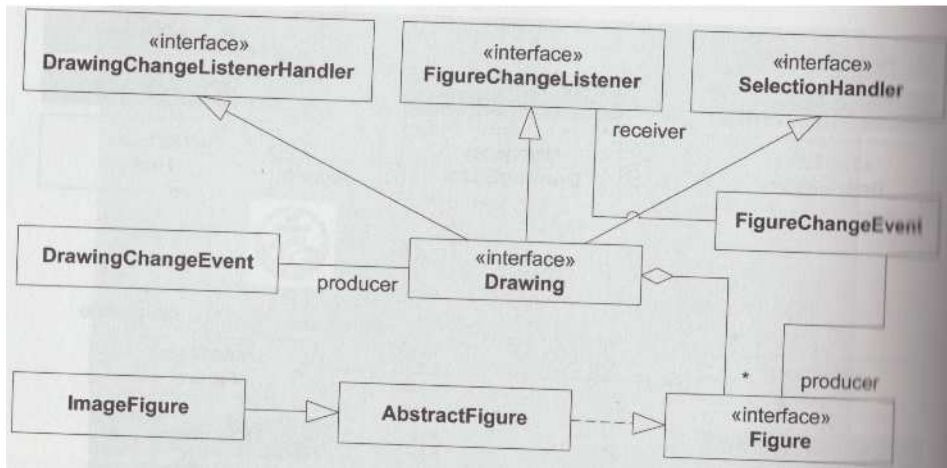 «interface»
DrawingChangeListenerHandler
«interface»
FigureChangeListener
«interface»
SelectionHandler
receiver
FigureChangeEvent
DrawingChangeEvent
producer
«interface»
Drawing
*
producer
ImageFigure
AbstractFigure
«interface»
Figure